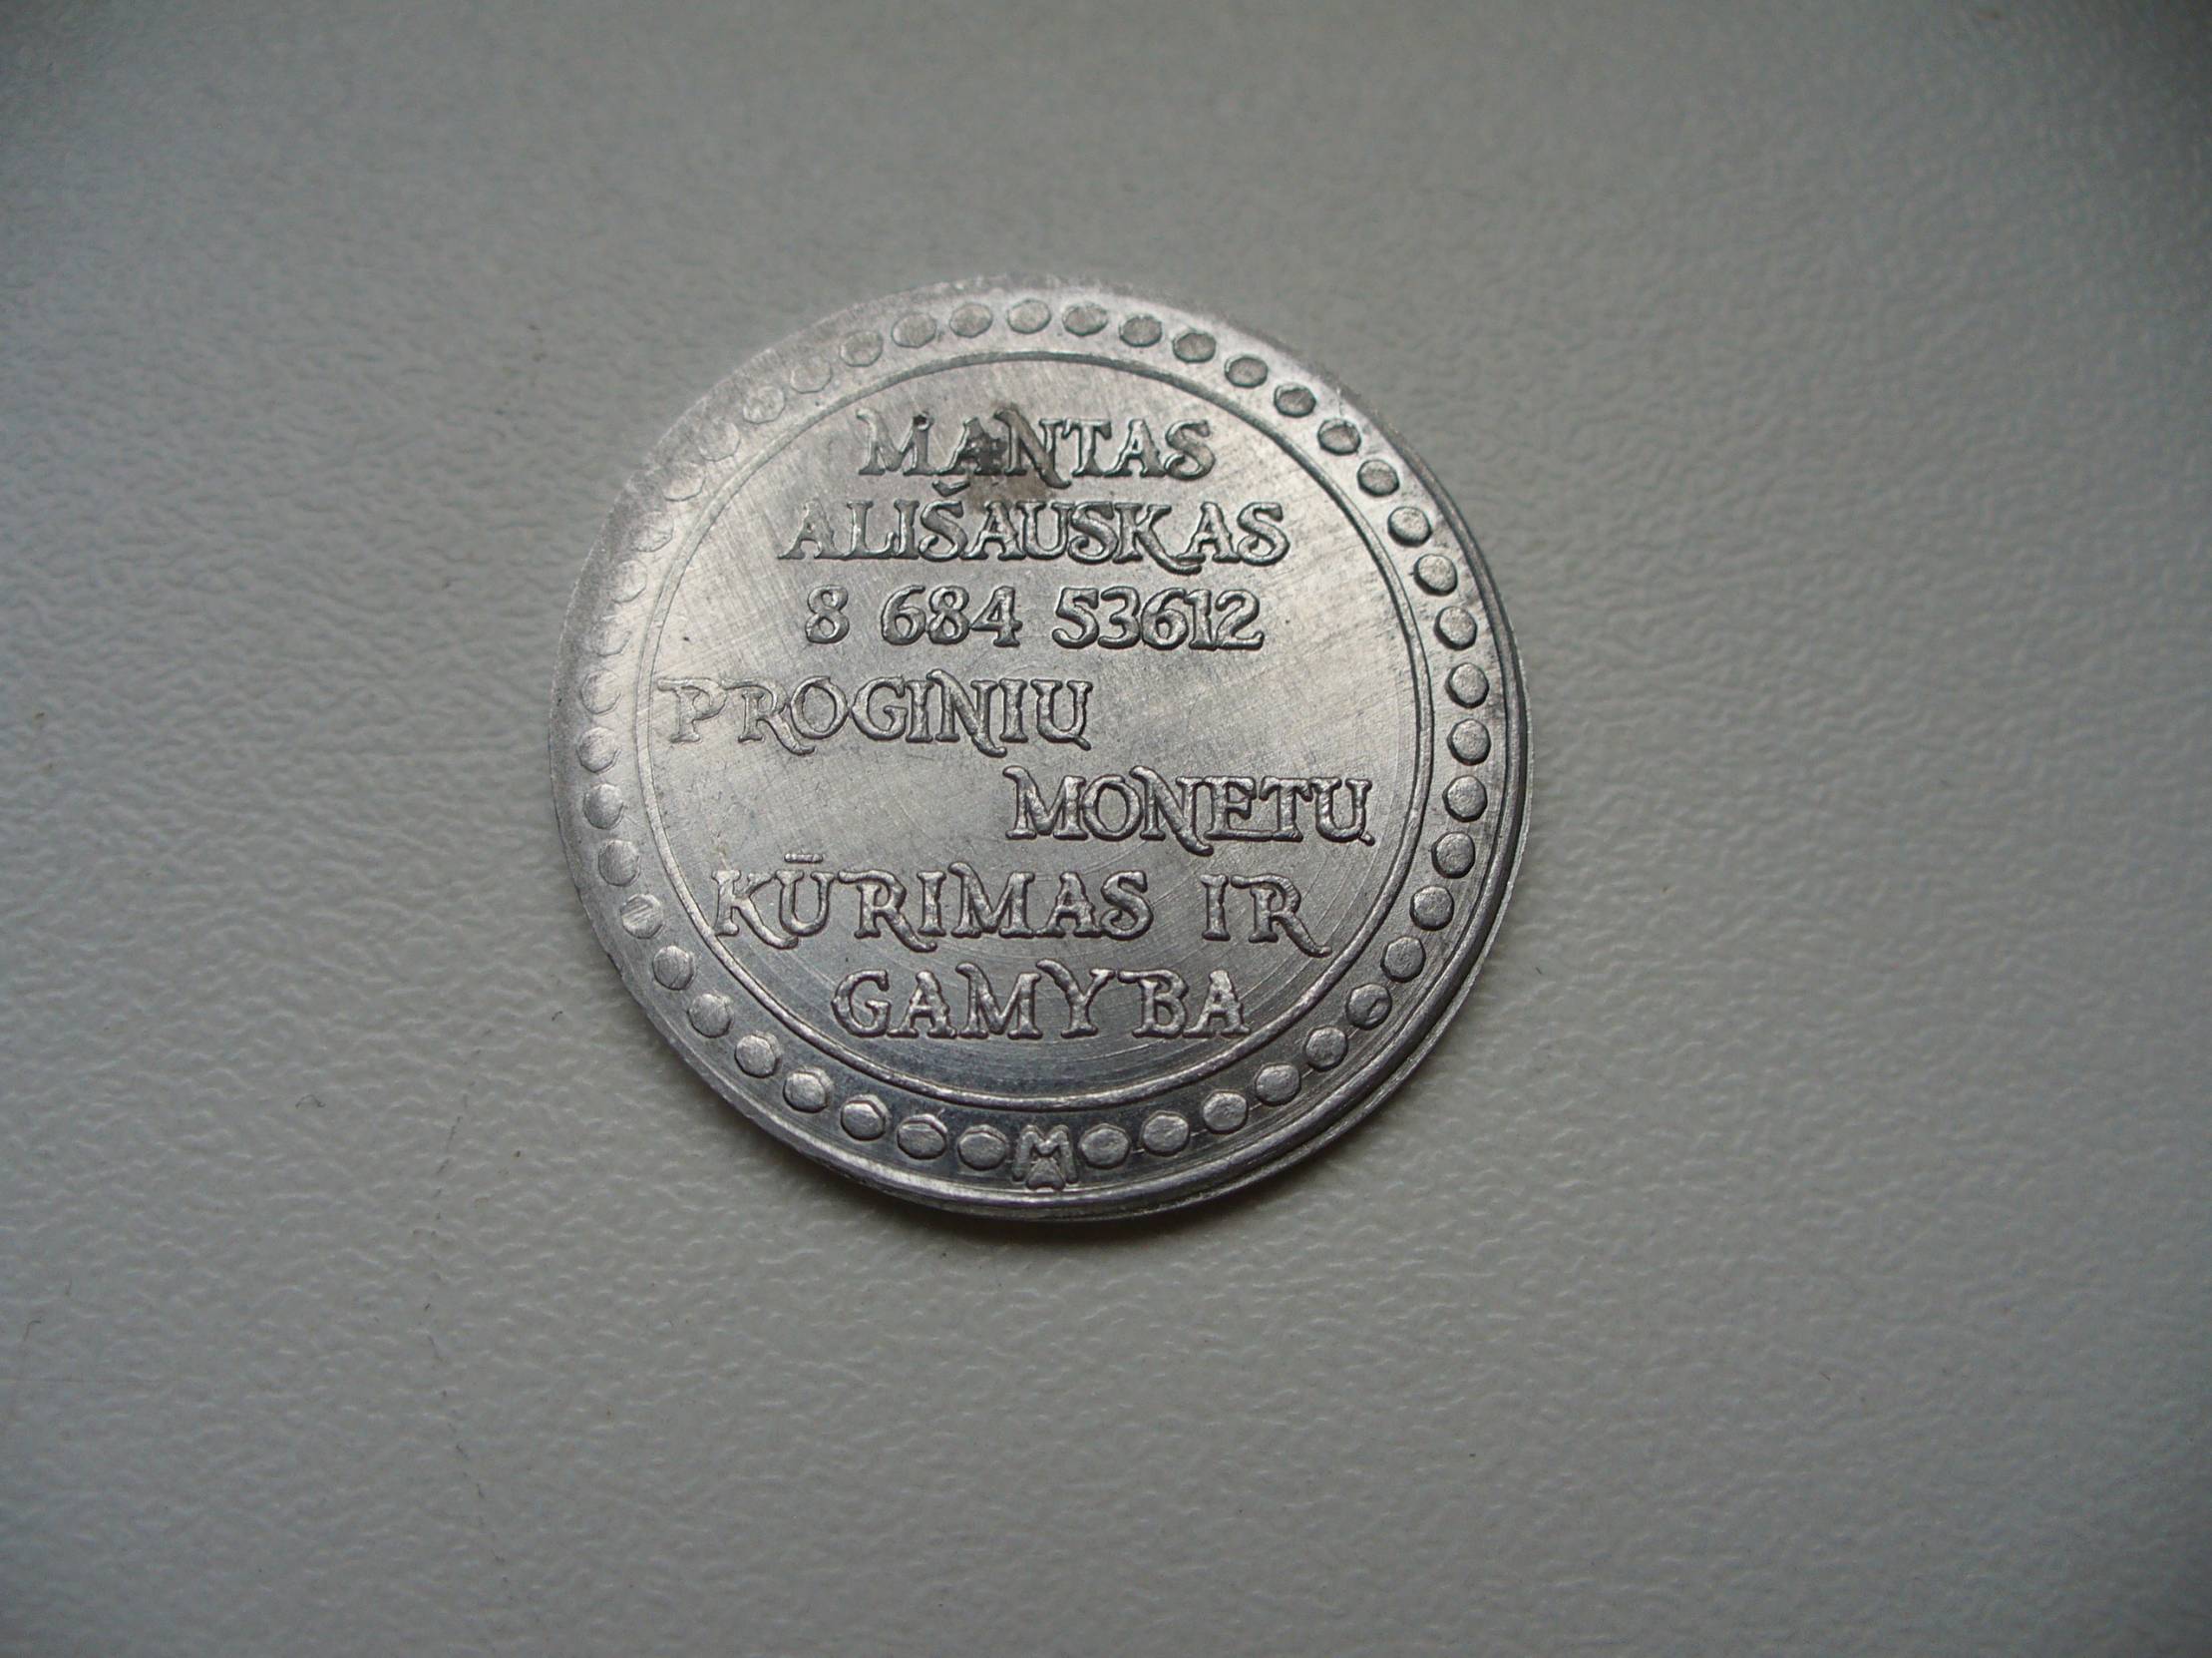 MANTAS
ALIŠAUSKAS
8 684 53612
PROGINIŲ
MONETŲ
KŪRIMAS IR
GAMYBA